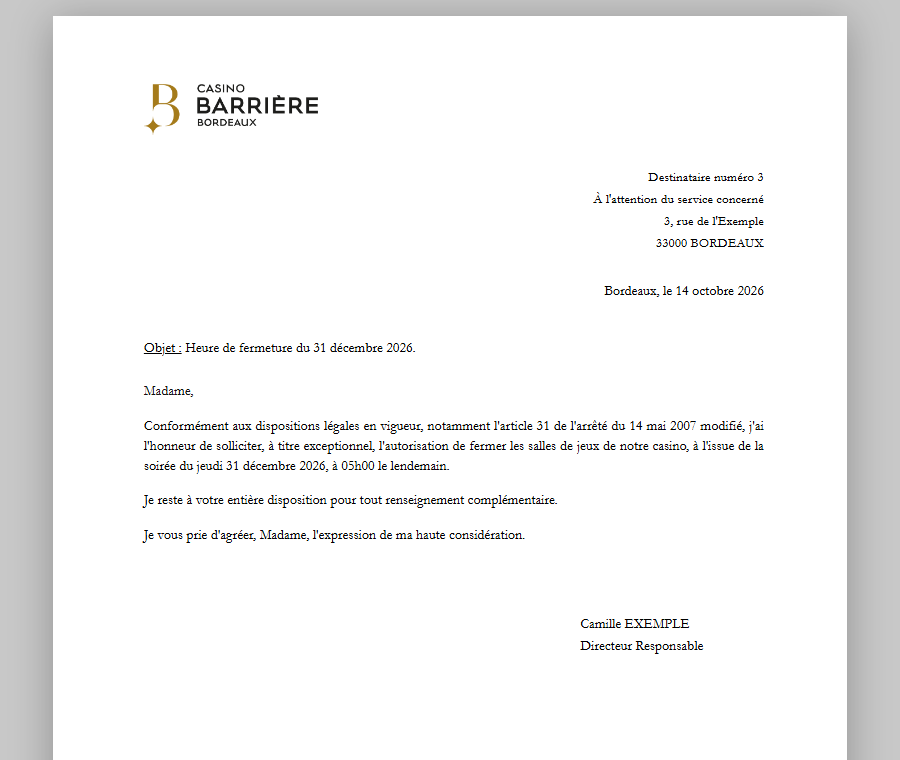 CASINO
BARRIÈRE
BORDEAUX
Destinataire numéro 3
À l'attention du service concerné
3, rue de l'Exemple
33000 BORDEAUX
Bordeaux, le 14 octobre 2026
Objet : Heure de fermeture du 31 décembre 2026.
Madame,
Conformément aux dispositions légales en vigueur, notamment l'article 31 de l'arrêté du 14 mai 2007 modifié, j'ai
l'honneur de solliciter, à titre exceptionnel, l'autorisation de fermer les salles de jeux de notre casino, à l'issue de la
soirée du jeudi 31 décembre 2026, à 05h00 le lendemain.
Je reste à votre entière disposition pour tout renseignement complémentaire.
Je vous prie d'agréer, Madame, l'expression de ma haute considération.
Camille EXEMPLE
Directeur Responsable